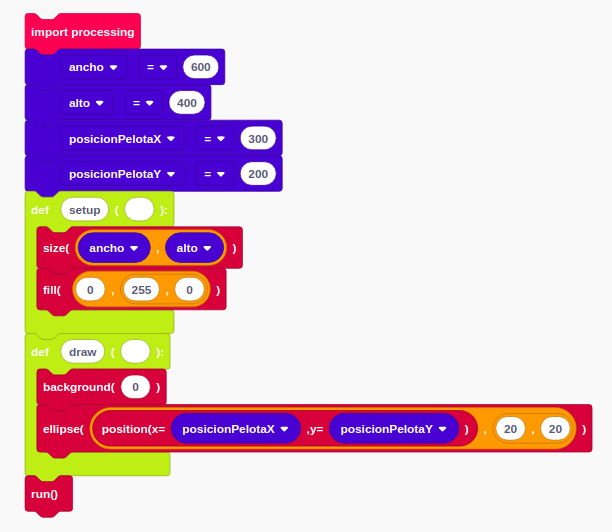 import processing
ancho = 600
alto = 400
posicionPelotaX = 300
posicionPelotaY = 200
def setup ( ):
size( ancho , alto )
fill( 0 , 255 , 0 )
def draw ( ):
background( 0 )
ellipse( position(x= posicionPelotaX ,y= posicionPelotaY ) , 20 , 20 )
run()